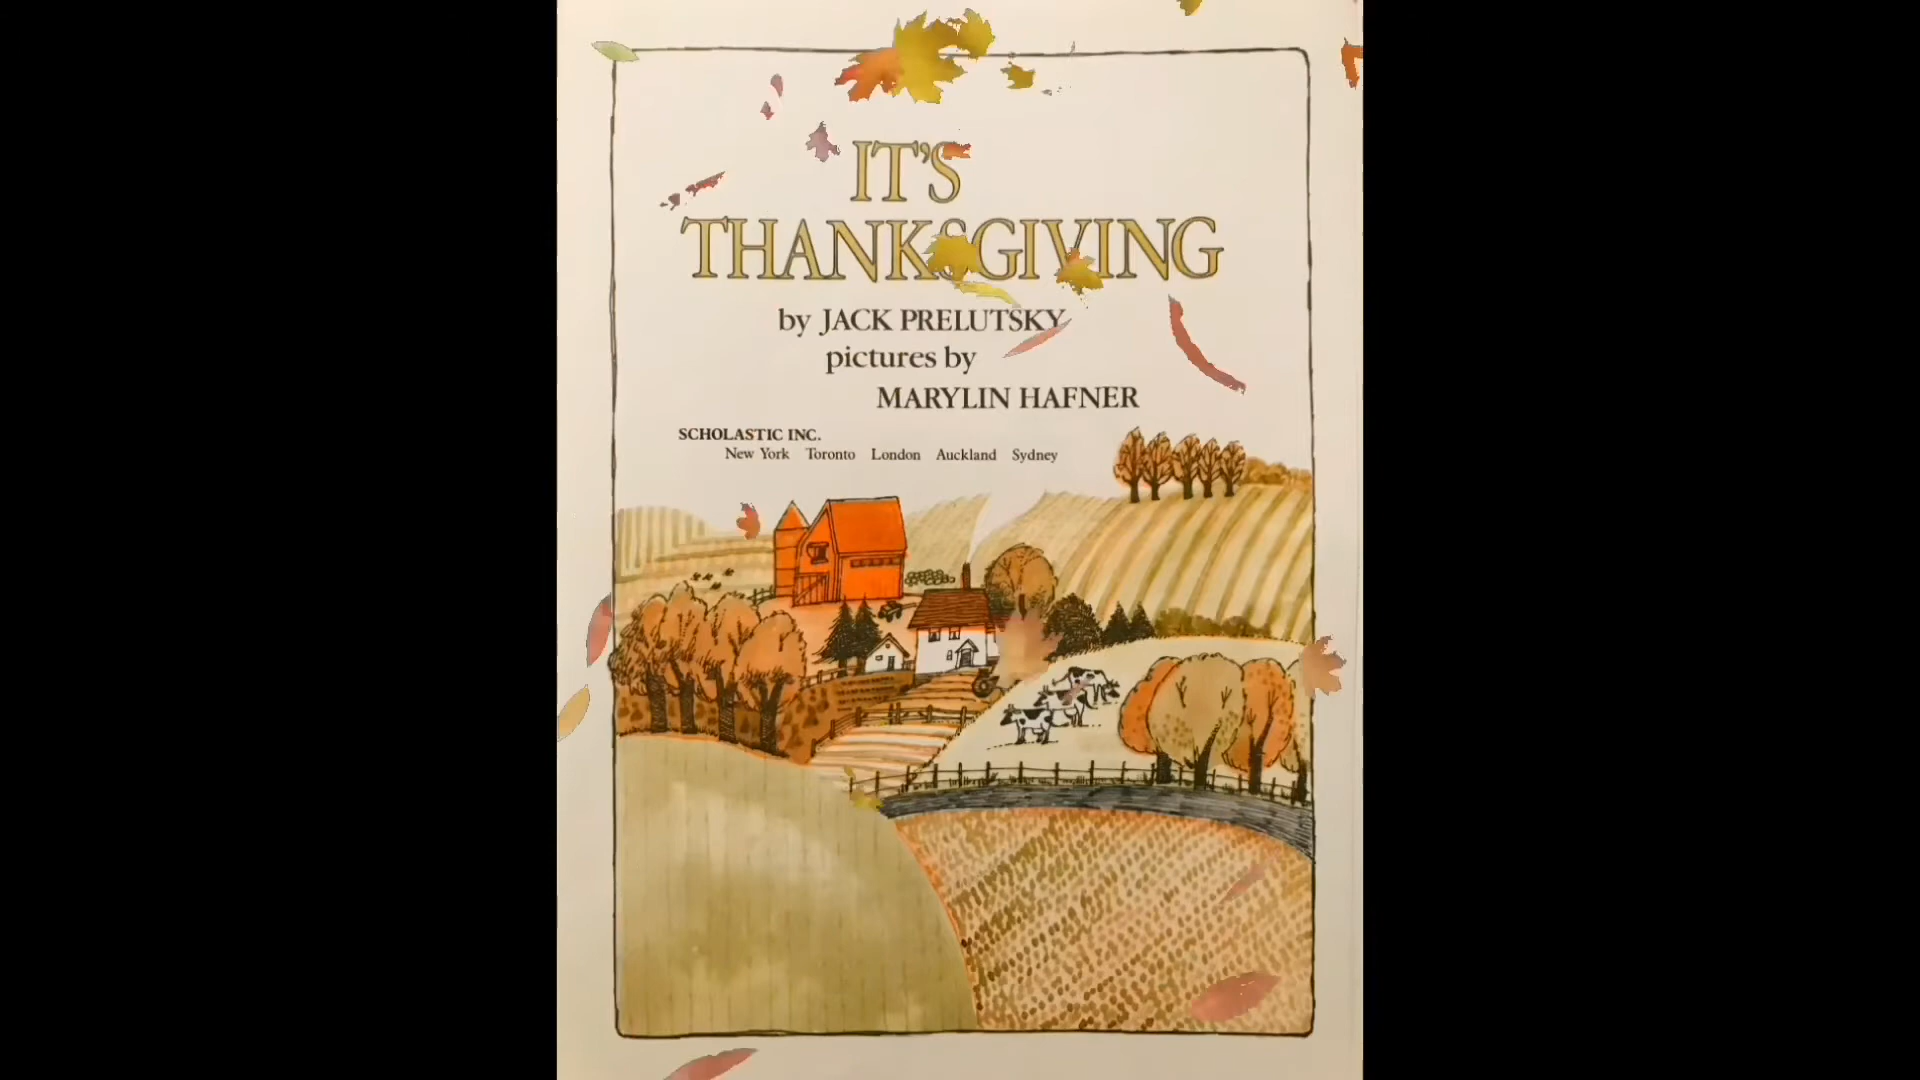 IT'S
THANKSGIVING
by JACK PRELUTSKY
pictures by
MARYLIN HAFNER
SCHOLASTIC INC.
New York Toronto London Auckland Sydney